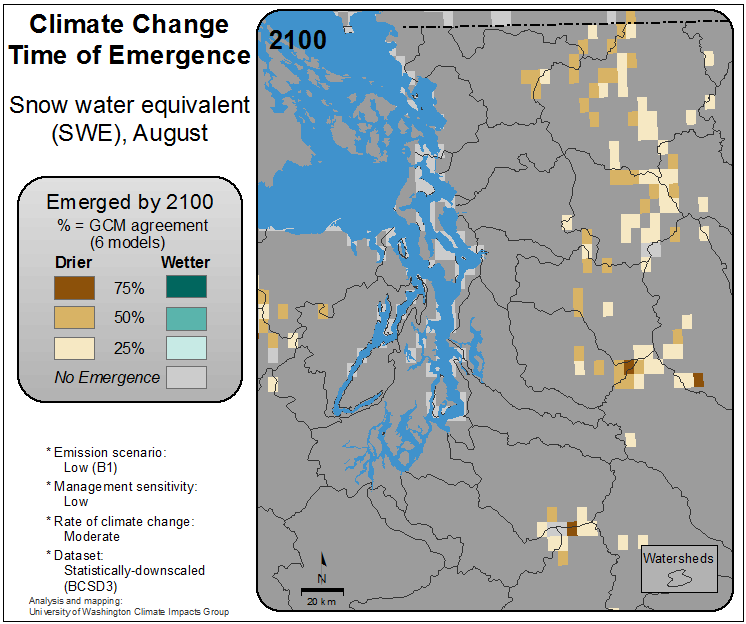 Climate Change
Time of Emergence
Snow water equivalent
(SWE), August
Emerged by 2100
% = GCM agreement
(6 models)
Drier Wetter
75%
50%
25%
No Emergence
* Emission scenario:
Low (B1)
* Management sensitivity:
Low
* Rate of climate change:
Moderate
* Dataset:
Statistically-downscaled
(BCSD3)
Analysis and mapping:
University of Washington Climate Impacts Group
2100
N
20 km
Watersheds